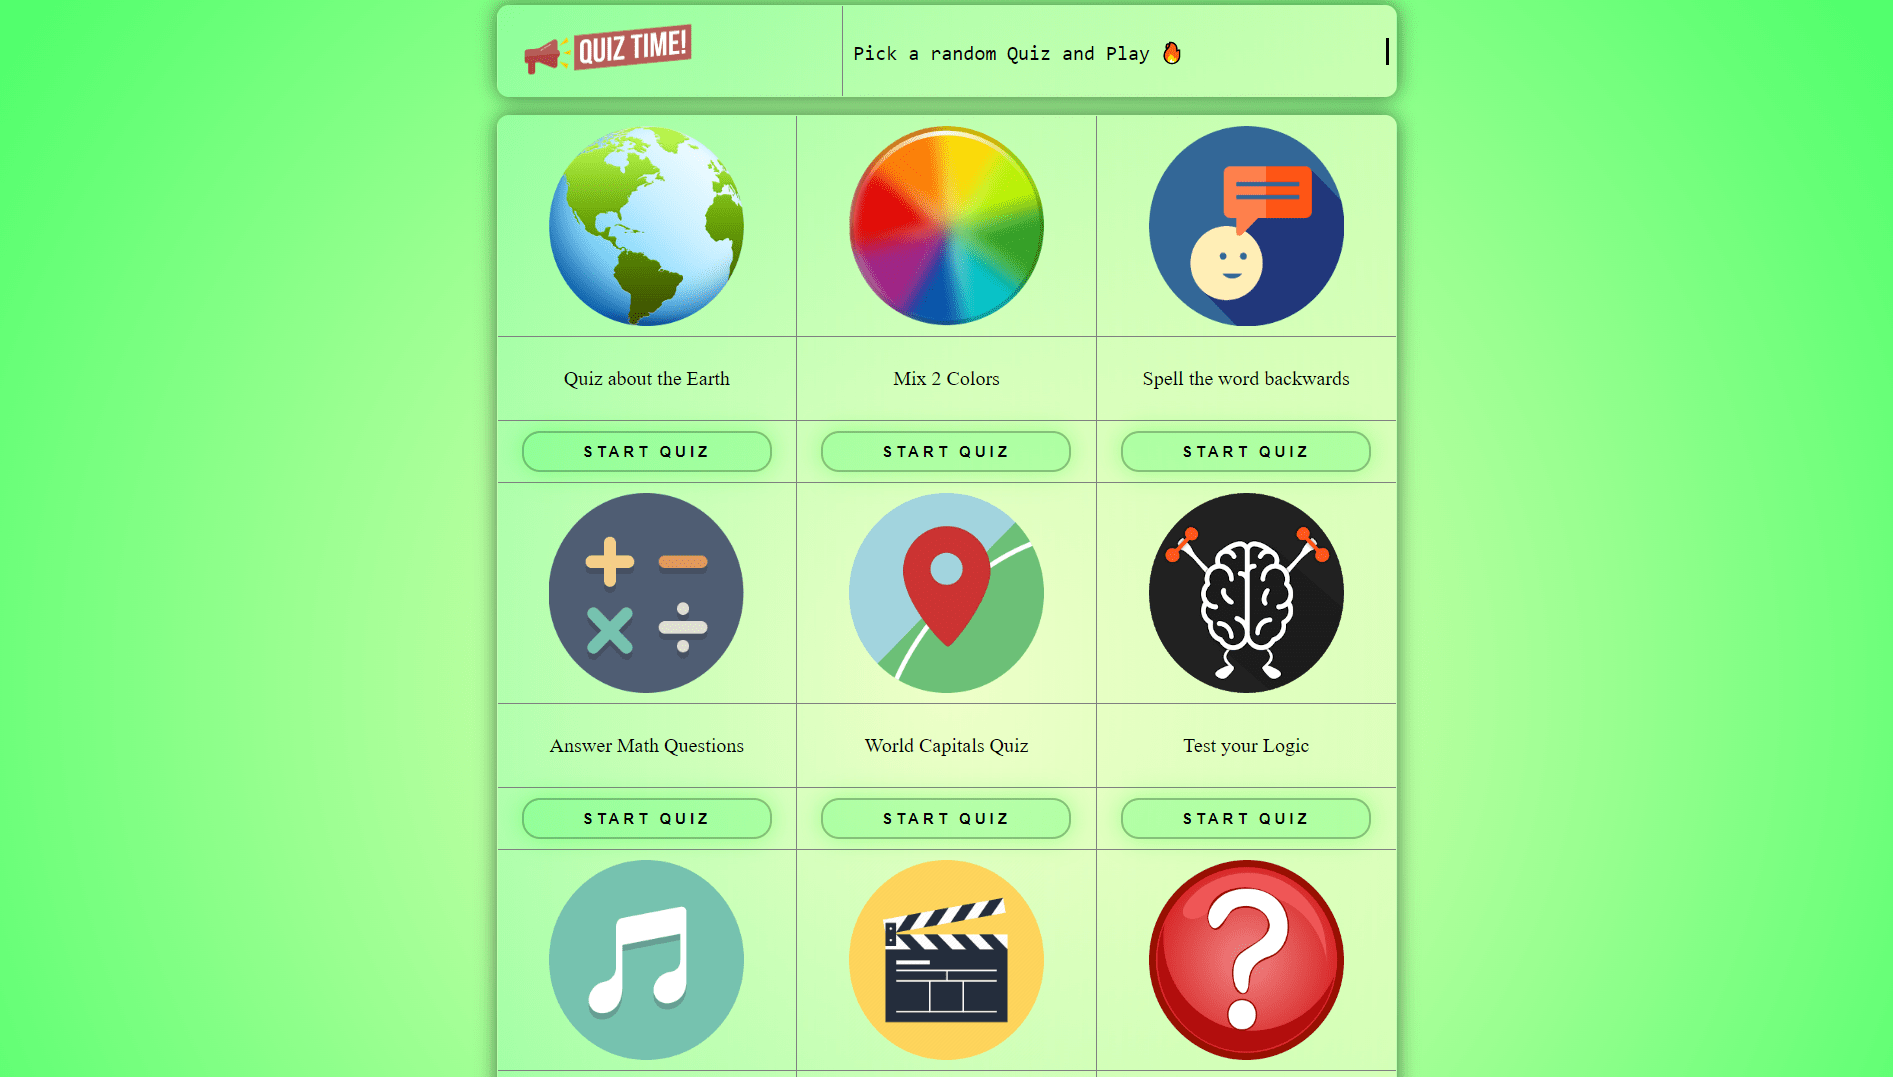 QUIZ TIME!
Pick a random Quiz and Play 🔥
Quiz about the Earth
Mix 2 Colors
Spell the word backwards
START QUIZ
START QUIZ
START QUIZ
Answer Math Questions
World Capitals Quiz
Test your Logic
START QUIZ
START QUIZ
START QUIZ